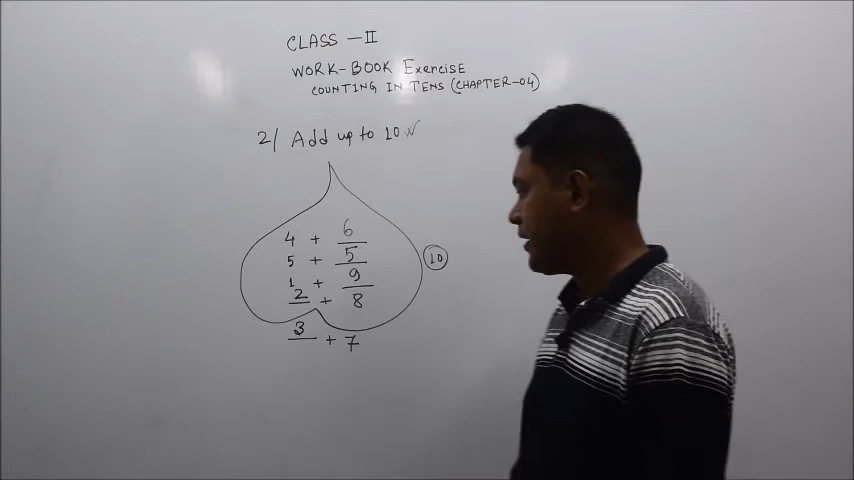 CLASS - II
WORK-BOOK Exercise
COUNTING IN TENS (CHAPTER-04)
2/ Add up to 10
4 + 6
5 + 5
10
1 + 9
2 + 8
3 + 7